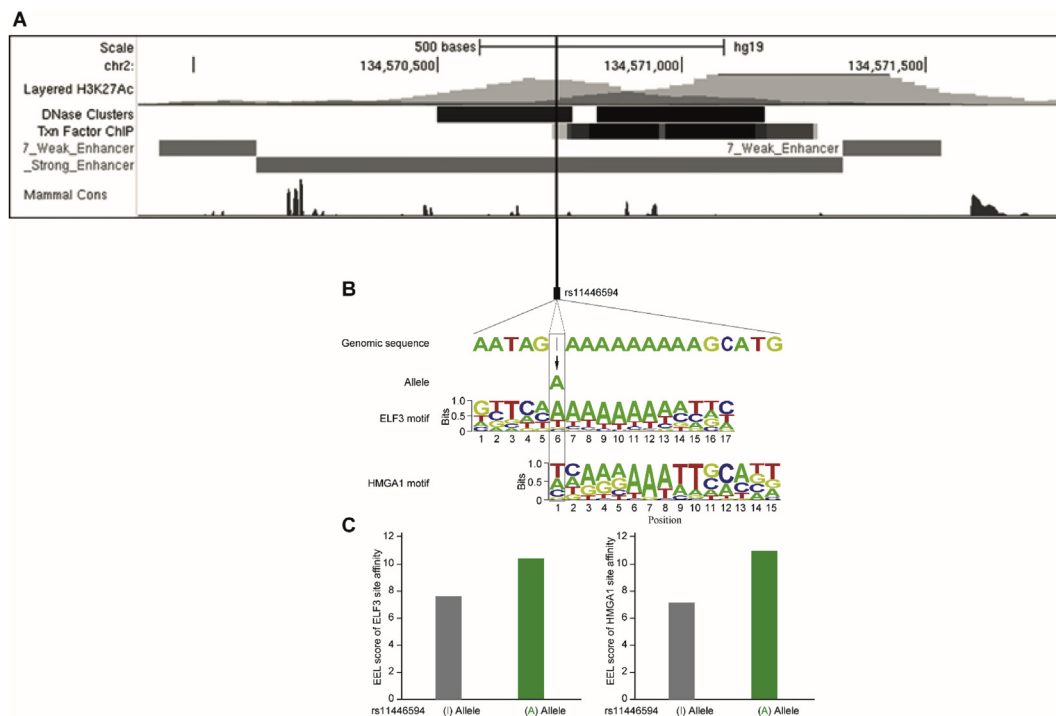 A
Scale 500 bases hg19
chr2: 134,570,500 134,571,000 134,571,500
Layered H3K27Ac
DNase Clusters
Txn Factor ChIP
7_Weak_Enhancer 7_Weak_Enhancer
_Strong_Enhancer
Mammal Cons
B
rs11446594
Genomic sequence AATAG|AAAAAAAAAGCATG
Allele A
ELF3 motif
Bits
1.0
0.5
0
1 2 3 4 5 6 7 8 9 10 11 12 13 14 15 16 17
HMGA1 motif
Bits
1.0
0.5
0
1 2 3 4 5 6 7 8 9 10 11 12 13 14 15
Position
C
EEL score of ELF3 site affinity
12
10
8
6
4
2
0
rs11446594 (I) Allele (A) Allele
EEL score of HMGA1 site affinity
12
10
8
6
4
2
0
rs11446594 (I) Allele (A) Allele